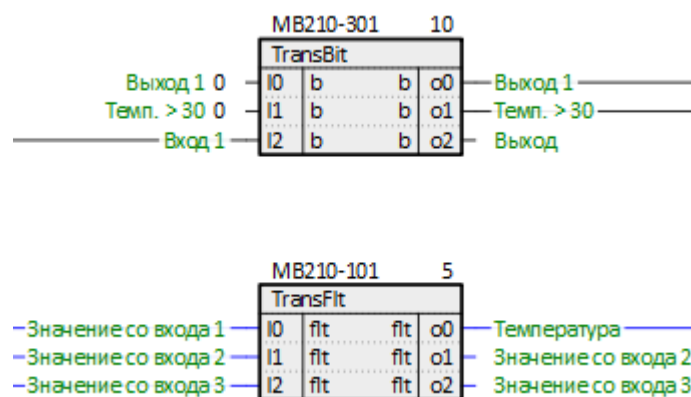 MB210-301 10
TransBit
Выход 1 0 I0 b b o0 Выход 1
Темп. > 30 0 I1 b b o1 Темп. > 30
Вход 1 I2 b b o2 Выход
MB210-101 5
TransFlt
Значение со входа 1 I0 flt flt o0 Температура
Значение со входа 2 I1 flt flt o1 Значение со входа 2
Значение со входа 3 I2 flt flt o2 Значение со входа 3